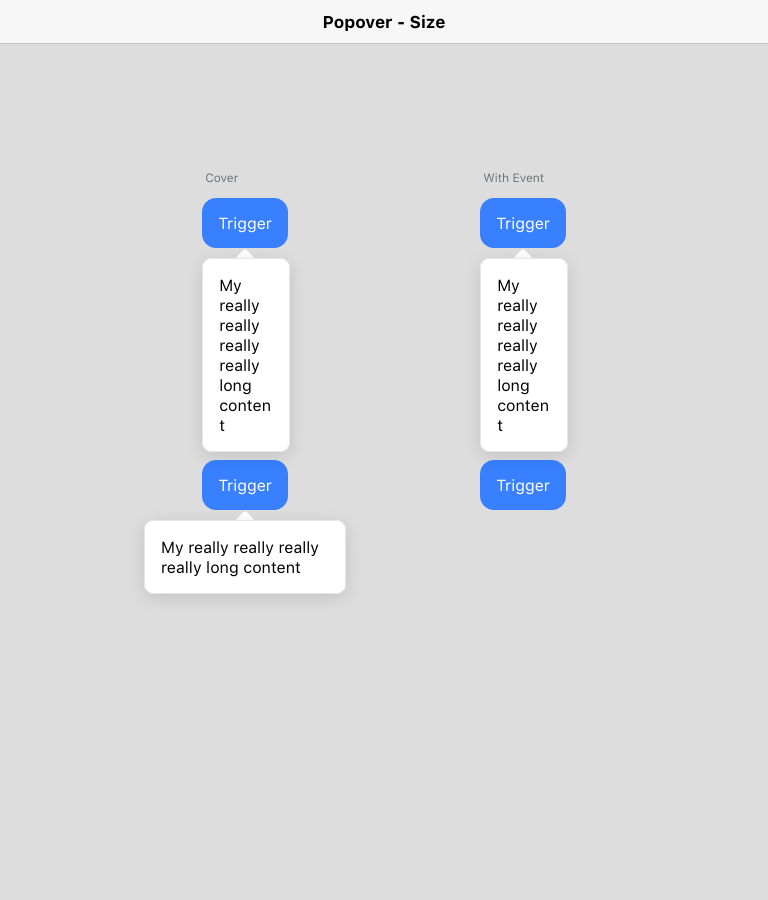 Popover - Size
Cover
Trigger
My
really
really
really
really
long
conten
t
Trigger
My really really really
really long content
With Event
Trigger
My
really
really
really
really
long
conten
t
Trigger